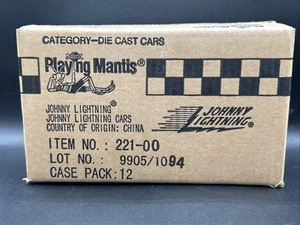 CATEGORY-DIE CAST CARS
Playing Mantis®
JOHNNY LIGHTNING®
JOHNNY LIGHTNING CARS
COUNTRY OF ORIGIN: CHINA
JOHNNY
LIGHTNING®
ITEM NO.: 221-00
LOT NO.: 9905/1094
CASE PACK: 12